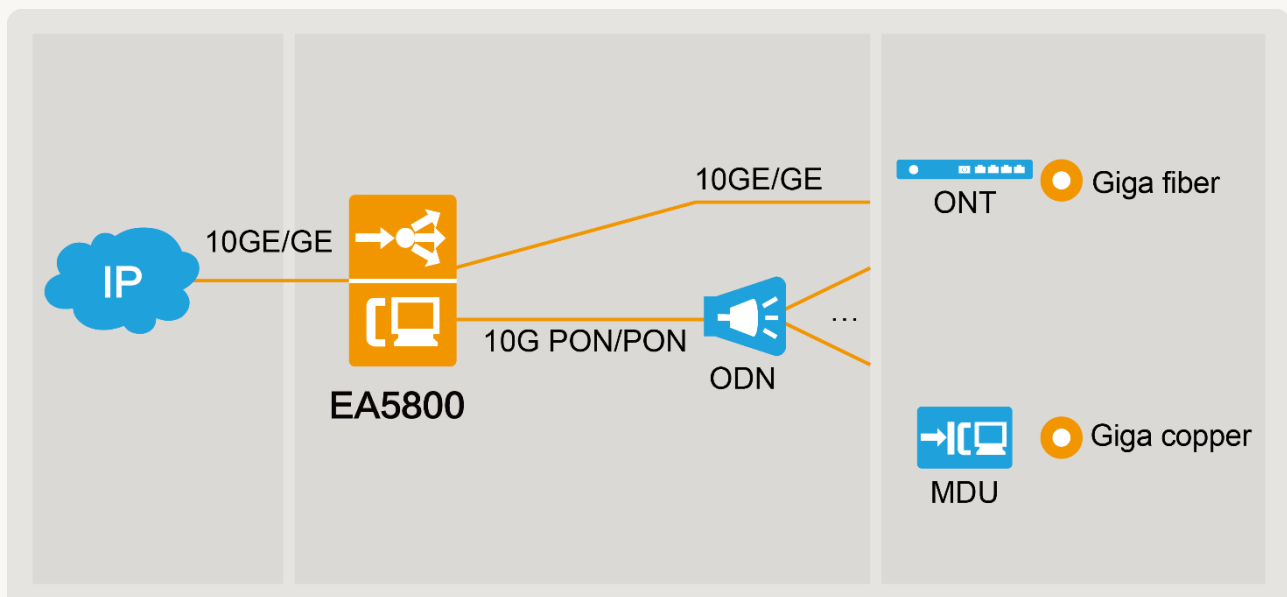 10GE/GE
ONT
Giga fiber
IP
10GE/GE
10G PON/PON
...
ODN
EA5800
Giga copper
MDU